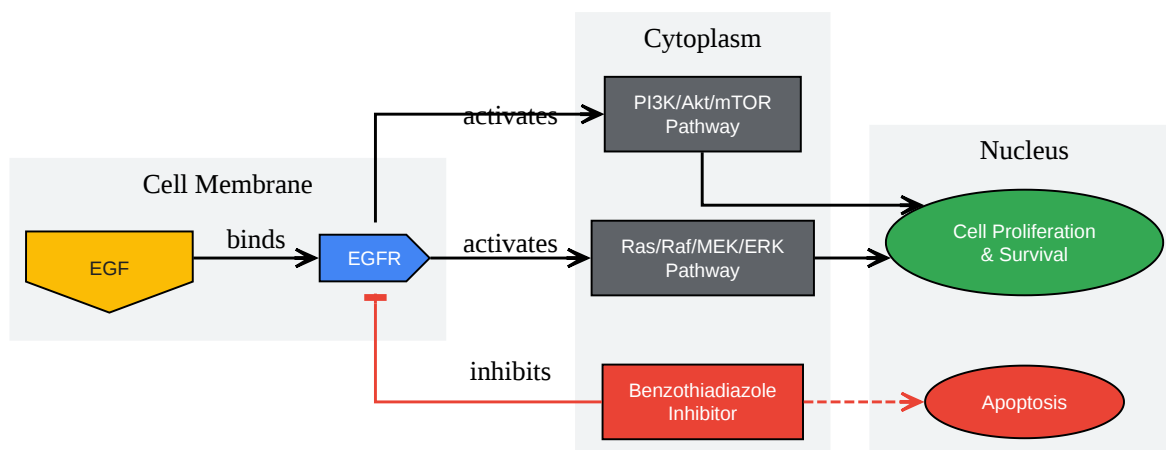 Cytoplasm
PI3K/Akt/mTOR
Pathway
activates
Nucleus
Cell Membrane
EGF
binds
EGFR
activates
Ras/Raf/MEK/ERK
Pathway
Cell Proliferation
& Survival
inhibits
Benzothiadiazole
Inhibitor
Apoptosis